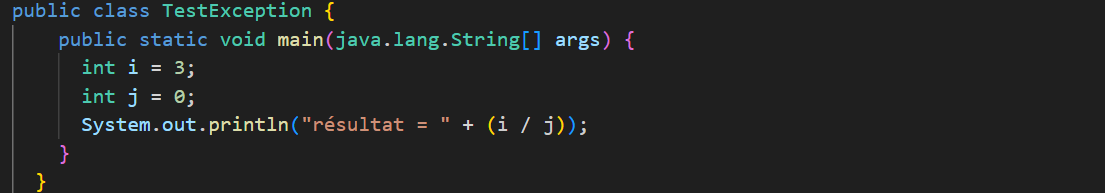 public class TestException {
    public static void main(java.lang.String[] args) {
      int i = 3;
      int j = 0;
      System.out.println("résultat = " + (i / j));
    }
  }